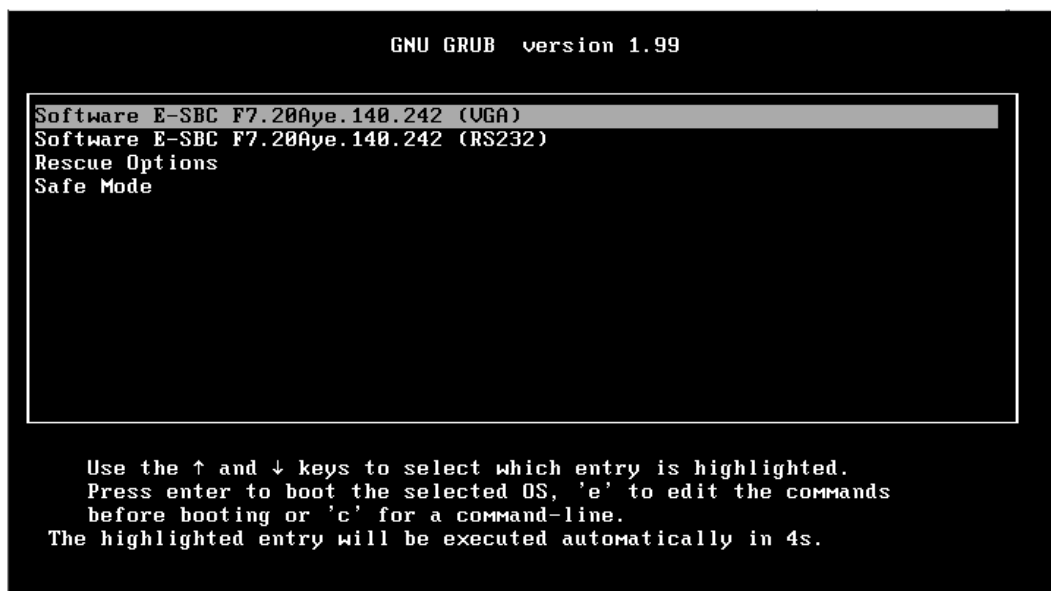 GNU GRUB version 1.99
Software E-SBC F7.20Aye.140.242 (VGA)
Software E-SBC F7.20Aye.140.242 (RS232)
Rescue Options
Safe Mode
Use the ↑ and ↓ keys to select which entry is highlighted.
Press enter to boot the selected OS, 'e' to edit the commands
before booting or 'c' for a command-line.
The highlighted entry will be executed automatically in 4s.